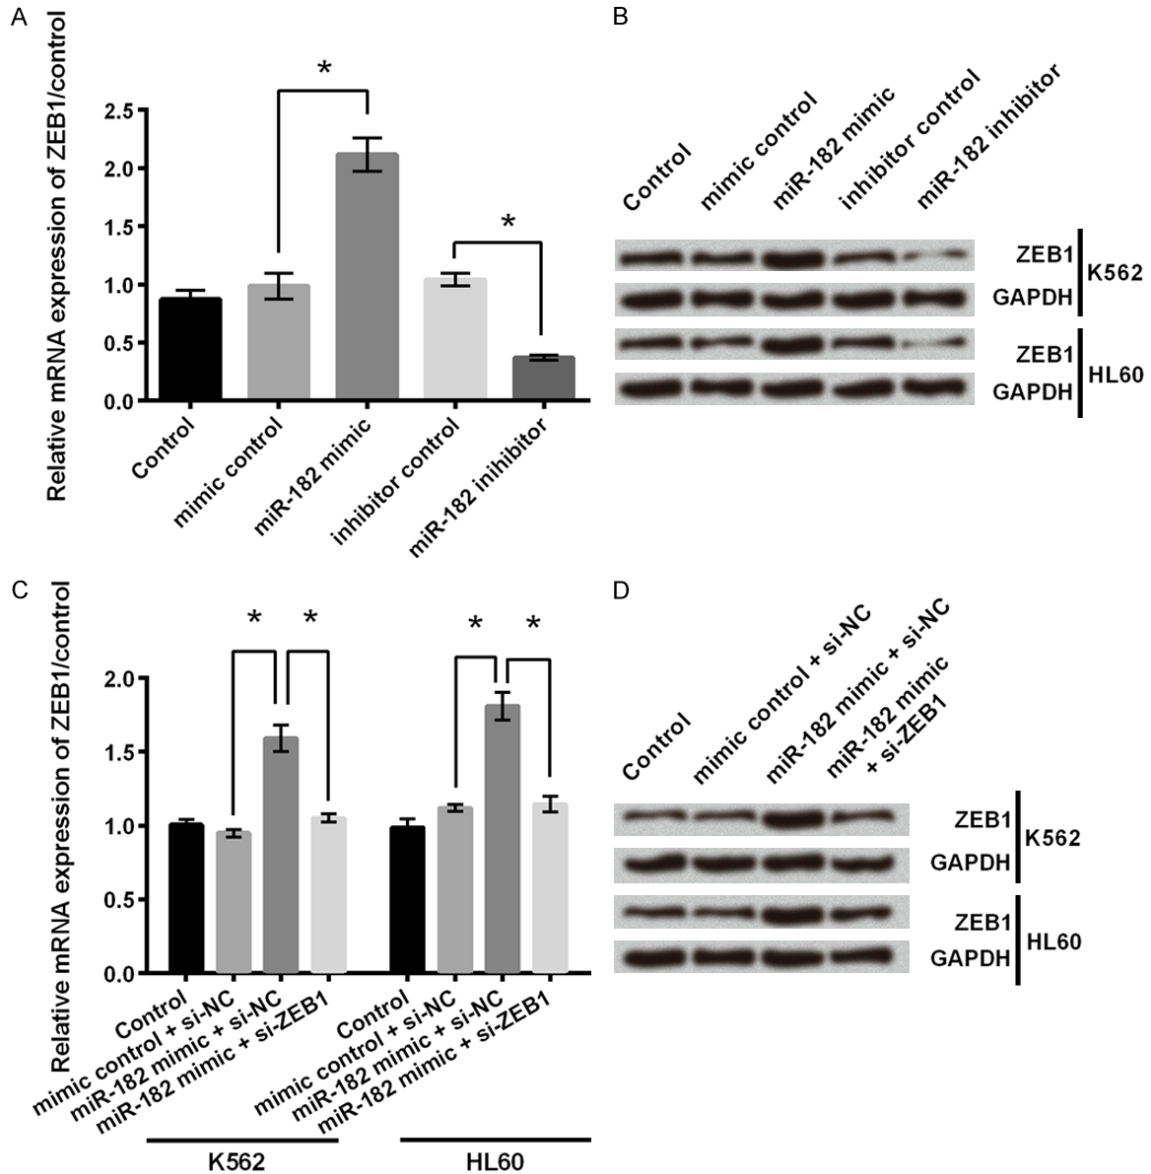 A
Relative mRNA expression of ZEB1/control
2.5
2.0
1.5
1.0
0.5
0.0
*
*
Control
mimic control
miR-182 mimic
inhibitor control
miR-182 inihibitor
B
Control
mimic control
miR-182 mimic
inhibitor control
miR-182 inhibitor
ZEB1
GAPDH
K562
ZEB1
GAPDH
HL60
C
Relative mRNA expression of ZEB1/control
2.0
1.5
1.0
0.5
0.0
*
*
*
*
Control
mimic control + si-NC
miR-182 mimic + si-NC
miR-182 mimic + si-ZEB1
Control
mimic control + si-NC
miR-182 mimic + si-NC
miR-182 mimic + si-ZEB1
K562
HL60
D
Control
mimic control + si-NC
miR-182 mimic + si-NC
miR-182 mimic
+ si-ZEB1
ZEB1
GAPDH
K562
ZEB1
GAPDH
HL60